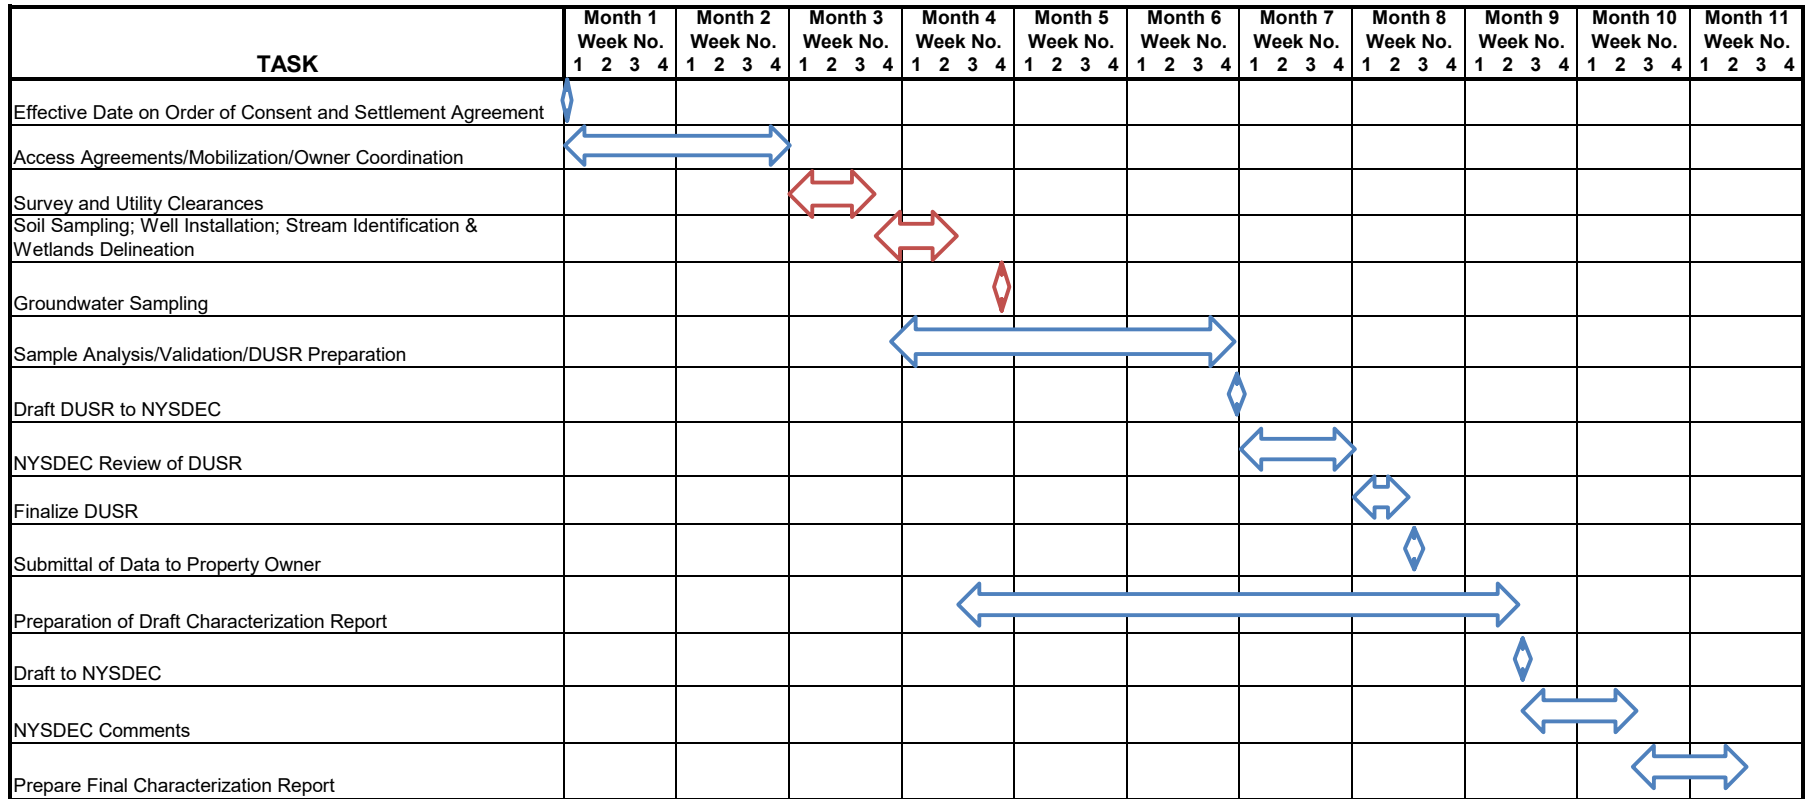 Month 1 Month 2 Month 3 Month 4 Month 5 Month 6 Month 7 Month 8 Month 9 Month 10 Month 11
Week No. Week No. Week No. Week No. Week No. Week No. Week No. Week No. Week No. Week No. Week No.
TASK 1 2 3 4 1 2 3 4 1 2 3 4 1 2 3 4 1 2 3 4 1 2 3 4 1 2 3 4 1 2 3 4 1 2 3 4 1 2 3 4 1 2 3 4
Effective Date on Order of Consent and Settlement Agreement
Access Agreements/Mobilization/Owner Coordination
Survey and Utility Clearances
Soil Sampling; Well Installation; Stream Identification &
Wetlands Delineation
Groundwater Sampling
Sample Analysis/Validation/DUSR Preparation
Draft DUSR to NYSDEC
NYSDEC Review of DUSR
Finalize DUSR
Submittal of Data to Property Owner
Preparation of Draft Characterization Report
Draft to NYSDEC
NYSDEC Comments
Prepare Final Characterization Report